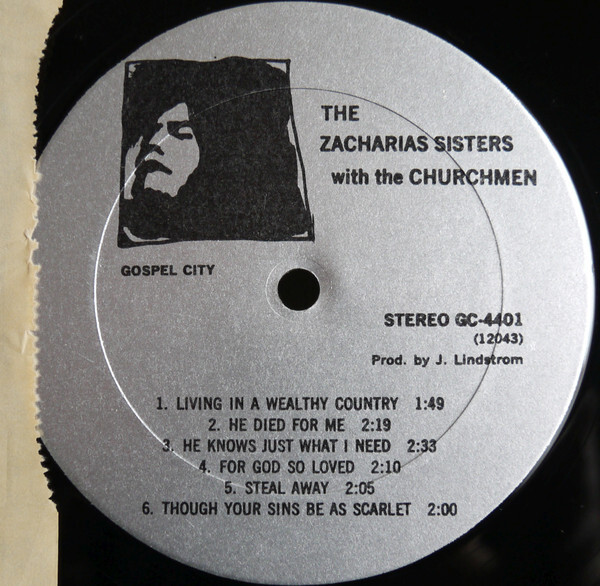 THE
ZACHARIAS SISTERS
with the CHURCHMEN
GOSPEL CITY
STEREO GC-4401
(12043)
Prod. by J. Lindstrom
1. LIVING IN A WEALTHY COUNTRY 1:49
2. HE DIED FOR ME 2:19
3. HE KNOWS JUST WHAT I NEED 2:33
4. FOR GOD SO LOVED 2:10
5. STEAL AWAY 2:05
6. THOUGH YOUR SINS BE AS SCARLET 2:00